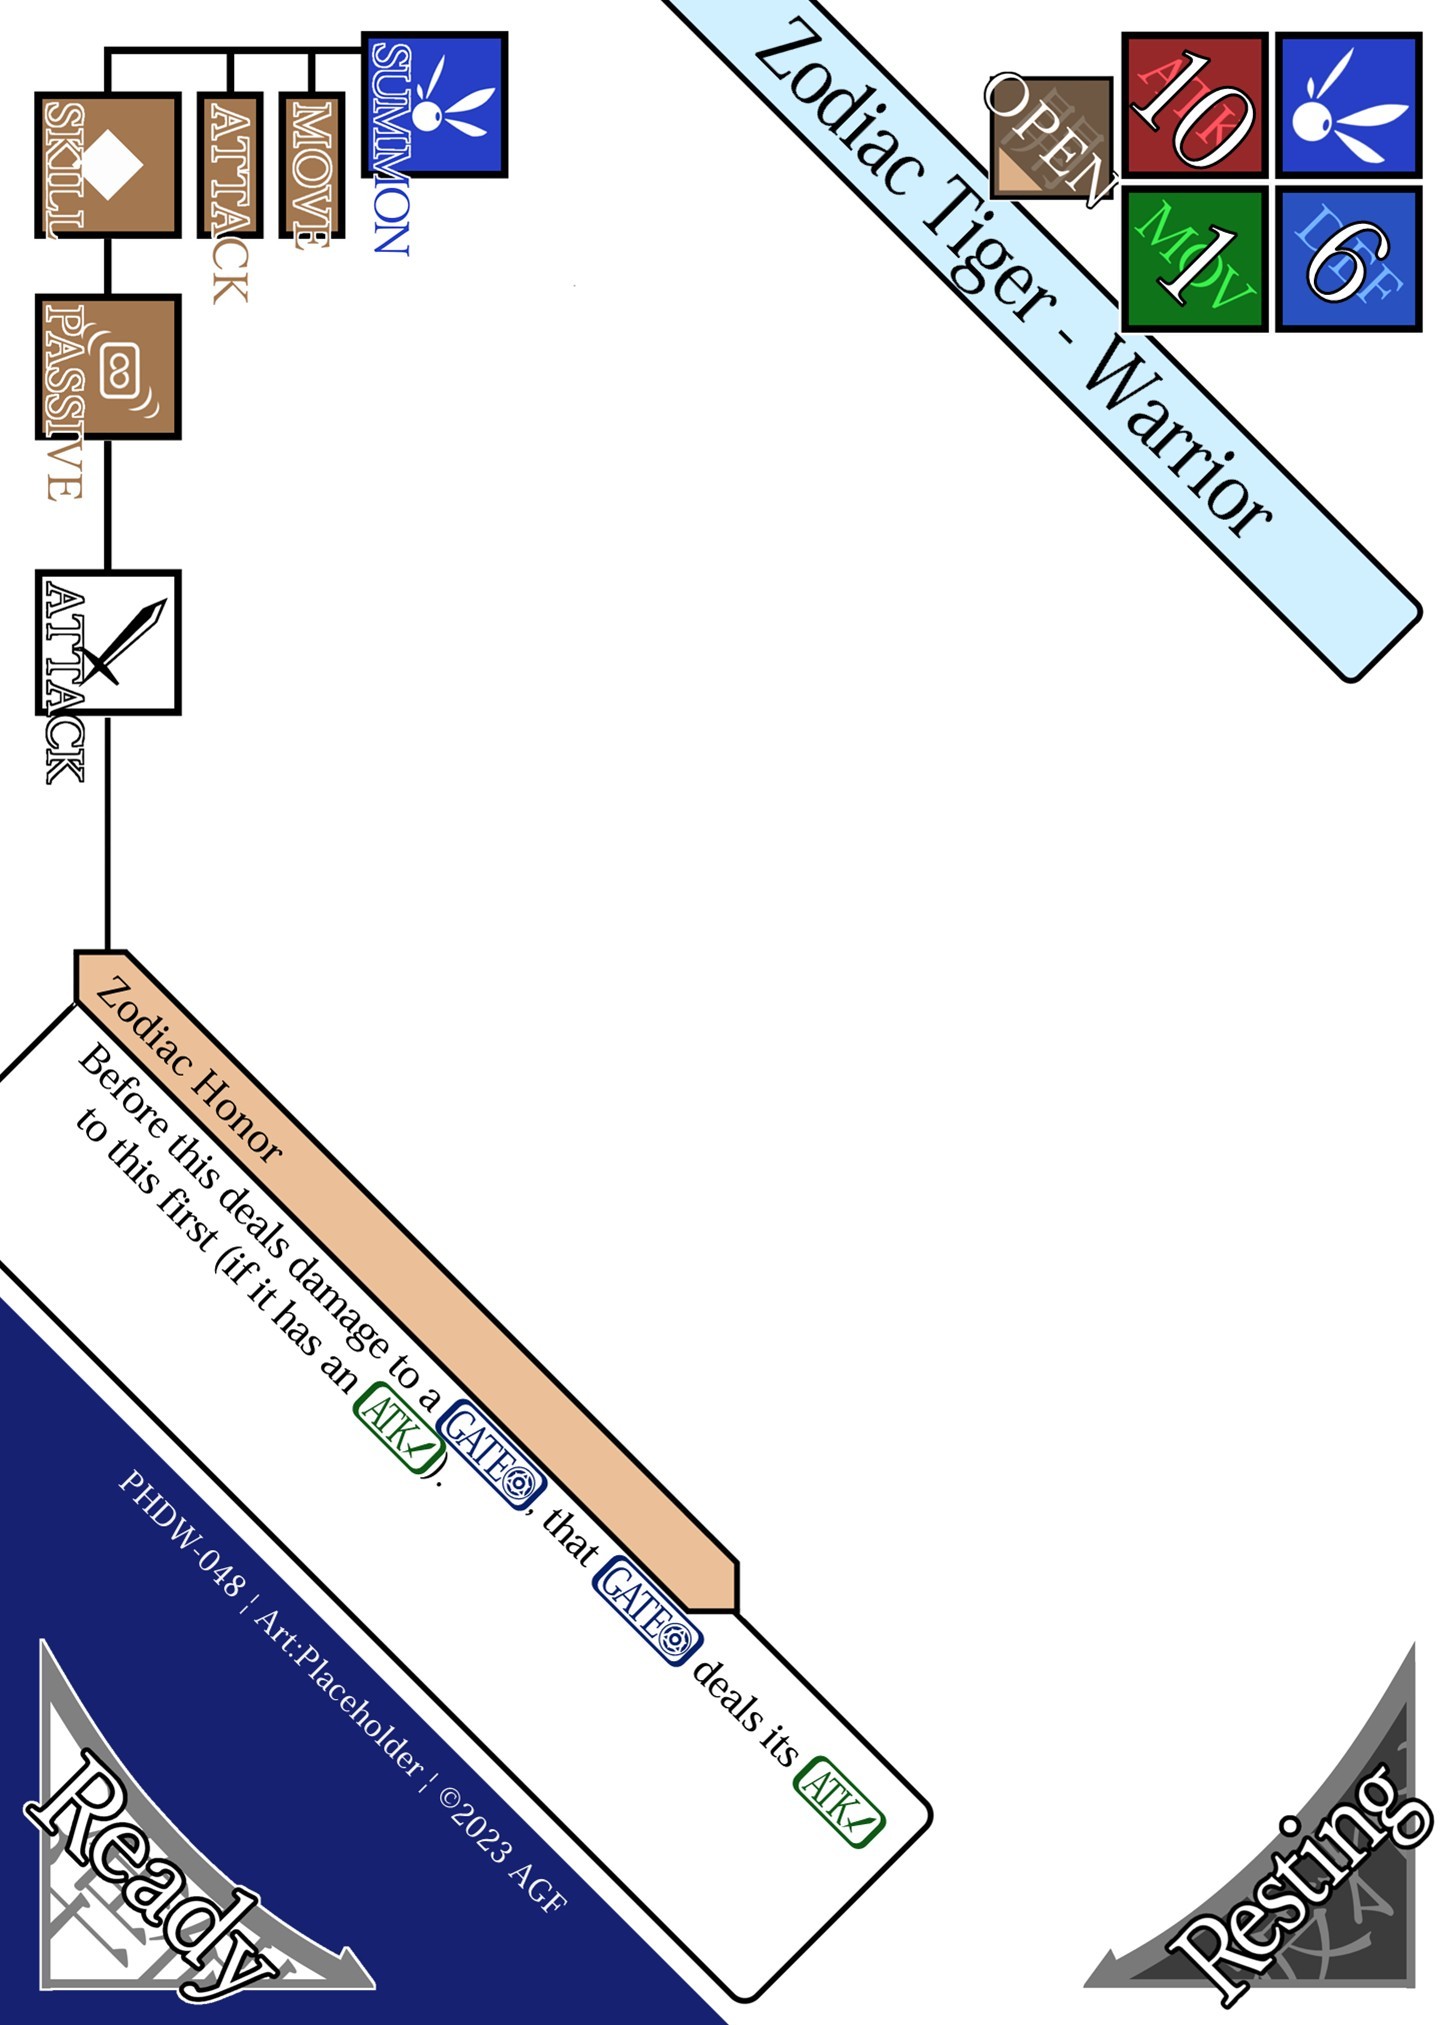 Zodiac Tiger - Warrior
OPEN
開
ATK
10
MOV
1
DEF
6
SUMMON
MOVE
ATTACK
SKILL
PASSIVE
ATTACK
Zodiac Honor
Before this deals damage to a GATE, that GATE deals its ATK
to this first (if it has an ATK).
PHDW-048 ¦ Art:Placeholder ¦ ©2023 AGF
Ready
Resting